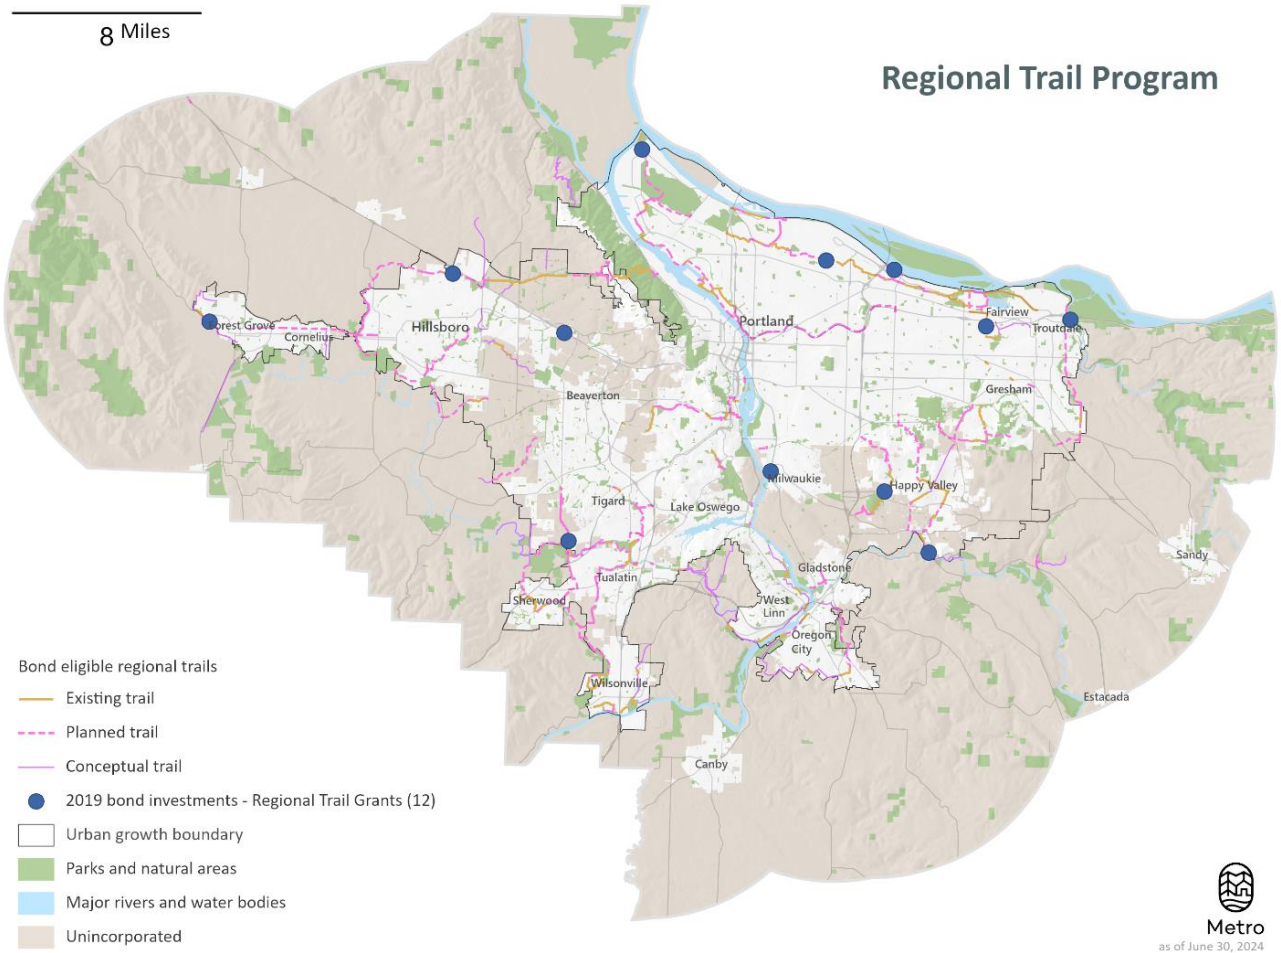 8 Miles
Regional Trail Program
Portland
Fairview
Troutdale
Hillsboro
Forest Grove
Cornelius
Beaverton
Gresham
Milwaukie
Happy Valley
Tigard
Lake Oswego
Sandy
Gladstone
Tualatin
Sherwood
West
Linn
Oregon
City
Wilsonville
Estacada
Canby
Bond eligible regional trails
Existing trail
Planned trail
Conceptual trail
2019 bond investments - Regional Trail Grants (12)
Urban growth boundary
Parks and natural areas
Major rivers and water bodies
Unincorporated
Metro
as of June 30, 2024